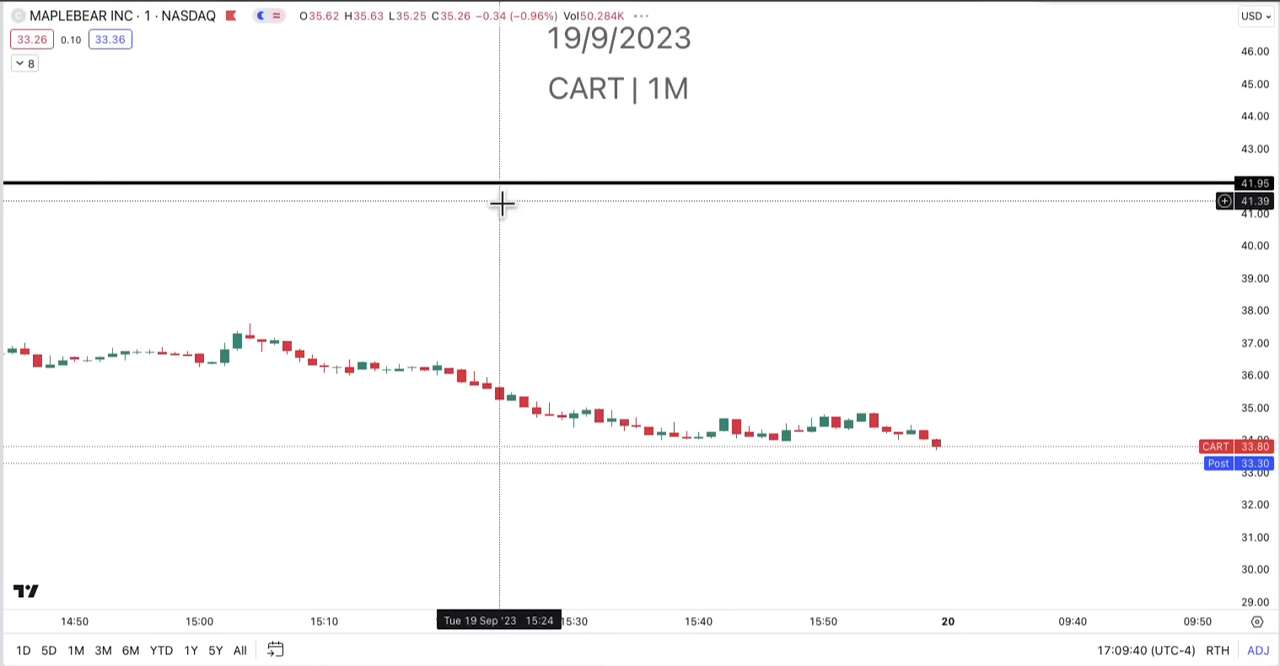 MAPLEBEAR INC · 1 · NASDAQ O35.62 H35.63 L35.25 C35.26 −0.34 (−0.96%) Vol50.284K
33.26 0.10 33.36
8
19/9/2023
CART | 1M
USD
46.00
45.00
44.00
43.00
41.95
41.39
41.00
40.00
39.00
38.00
37.00
36.00
35.00
34.00
CART 33.80
Post 33.30
33.00
32.00
31.00
30.00
29.00
14:50 15:00 15:10 Tue 19 Sep '23 15:24 15:30 15:40 15:50 20 09:40 09:50
1D 5D 1M 3M 6M YTD 1Y 5Y All 17:09:40 (UTC-4) RTH ADJ